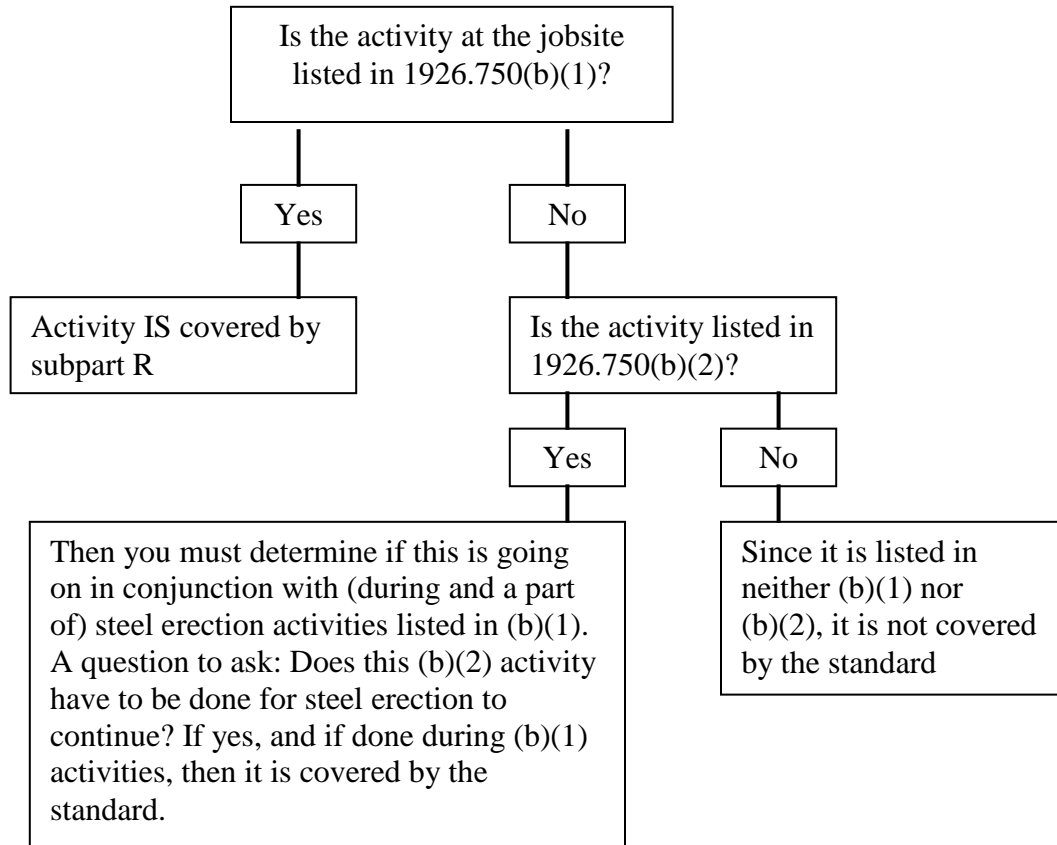 Is the activity at the jobsite
listed in 1926.750(b)(1)?
Yes
No
Activity IS covered by
subpart R
Is the activity listed in
1926.750(b)(2)?
Yes
No
Then you must determine if this is going
on in conjunction with (during and a part
of) steel erection activities listed in (b)(1).
A question to ask: Does this (b)(2) activity
have to be done for steel erection to
continue? If yes, and if done during (b)(1)
activities, then it is covered by the
standard.
Since it is listed in
neither (b)(1) nor
(b)(2), it is not covered
by the standard